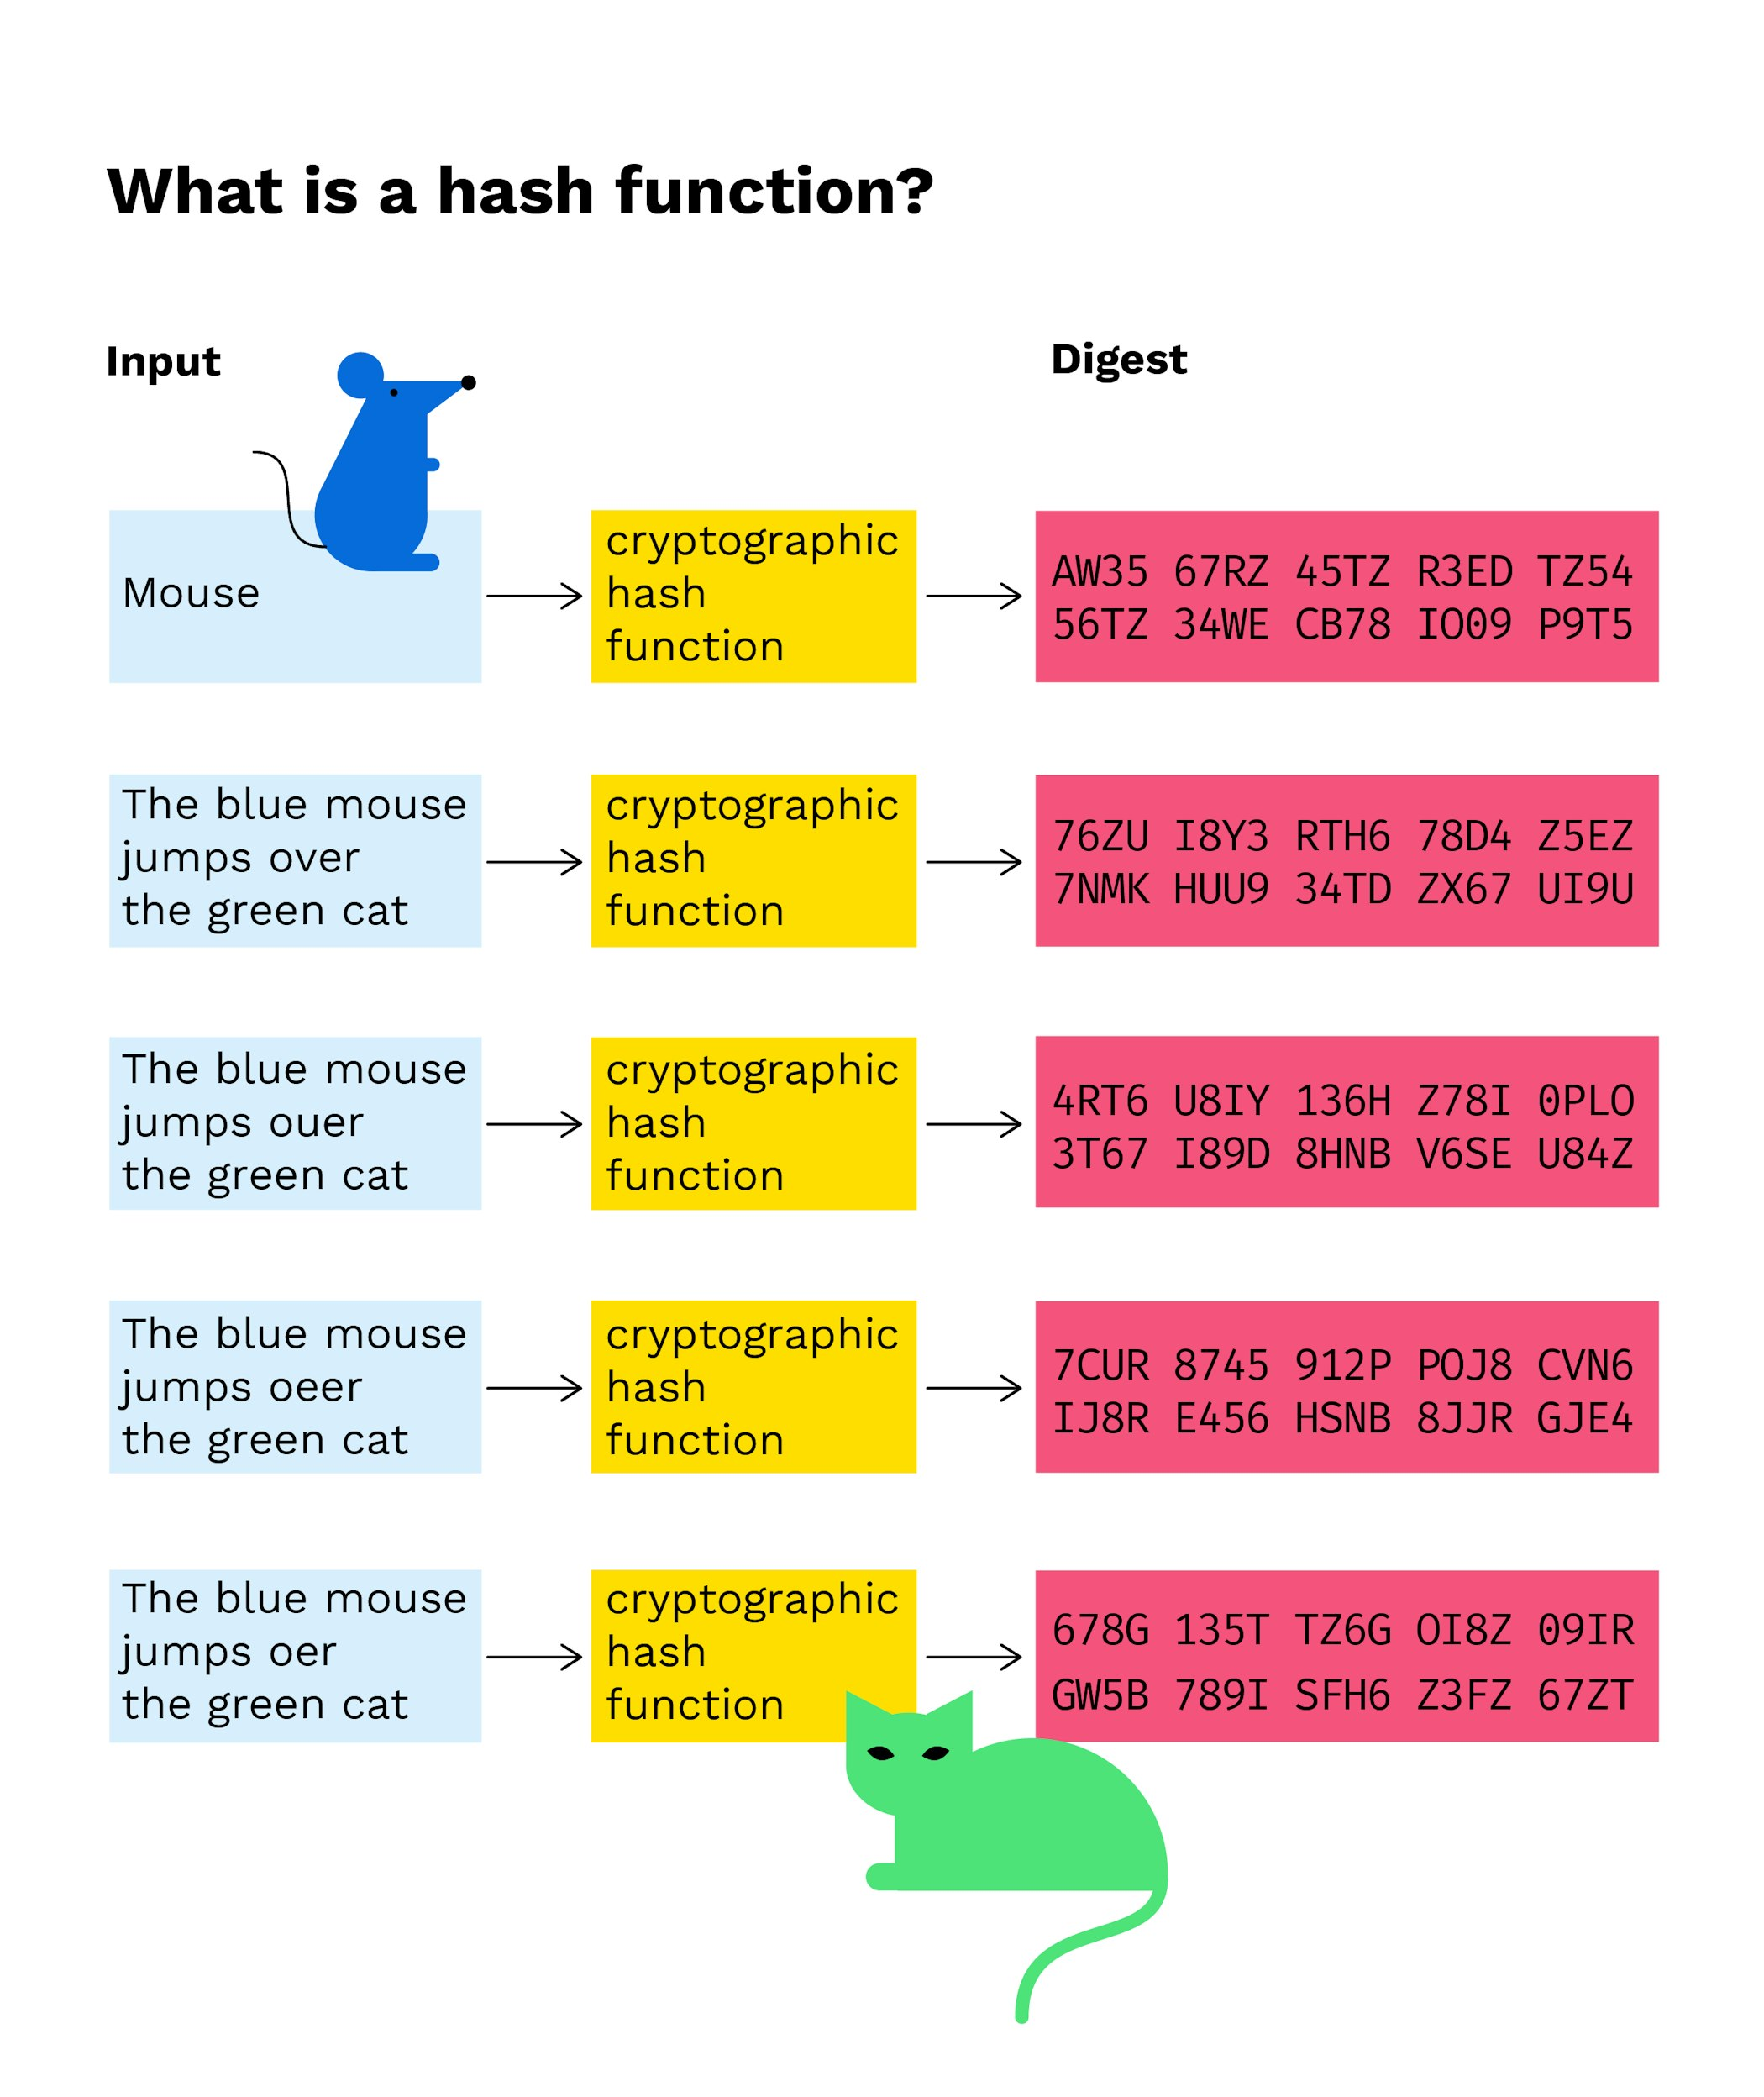 What is a hash function?
Input
Digest
Mouse
cryptographic
hash
function
AW35 67RZ 45TZ R3ED TZ54
56TZ 34WE CB78 IO09 P9T5
The blue mouse
jumps over
the green cat
cryptographic
hash
function
76ZU I8Y3 RTH6 78D4 Z5EZ
7NMK HUU9 34TD ZX67 UI9U
The blue mouse
jumps ouer
the green cat
cryptographic
hash
function
4RT6 U8IY 136H Z78I 0PLO
3T67 I89D 8HNB V6SE U84Z
The blue mouse
jumps oeer
the green cat
cryptographic
hash
function
7CUR 8745 912P POJ8 CVN6
IJ8R E456 HSNB 8JJR GJE4
The blue mouse
jumps oer
the green cat
cryptographic
hash
function
678G 135T TZ6G OI8Z 09IR
GW5B 789I SFH6 Z3FZ 67ZT